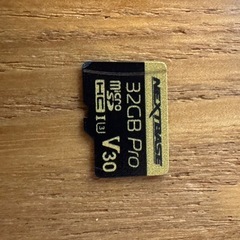 NEXTBASE
32GB Pro
micro SD HC I U3 V30